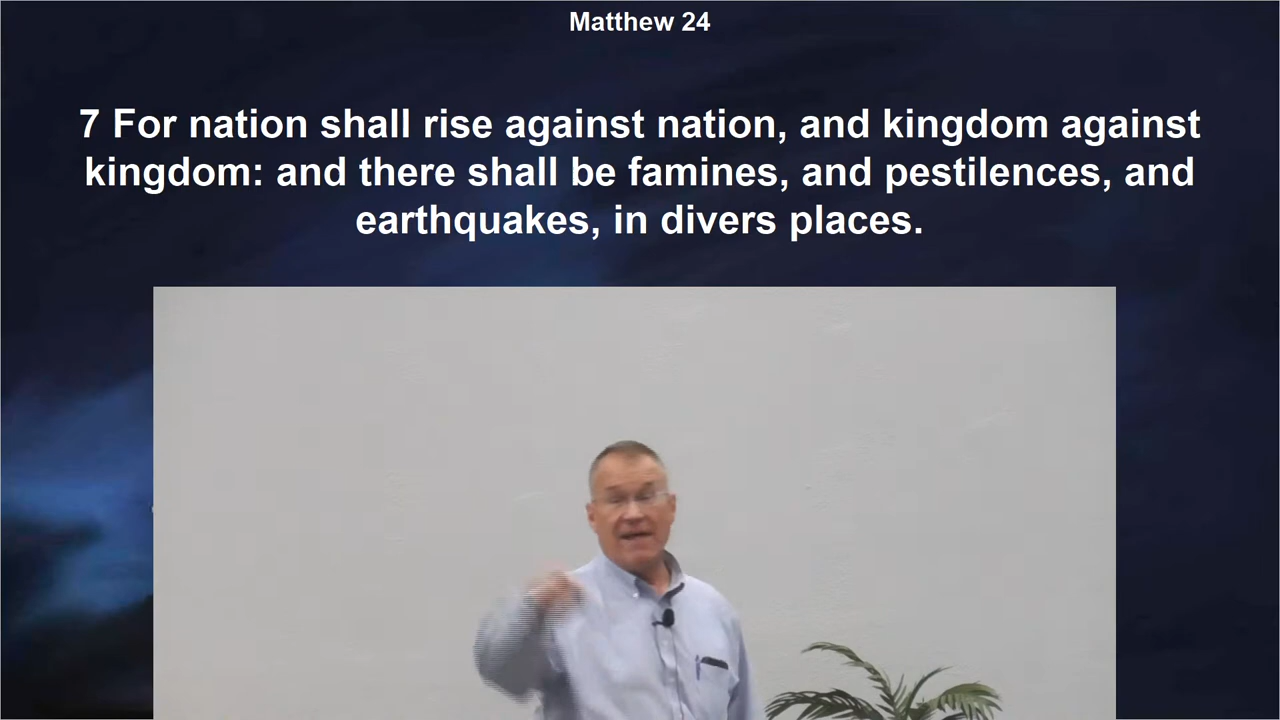 Matthew 24
7 For nation shall rise against nation, and kingdom against
kingdom: and there shall be famines, and pestilences, and
earthquakes, in divers places.